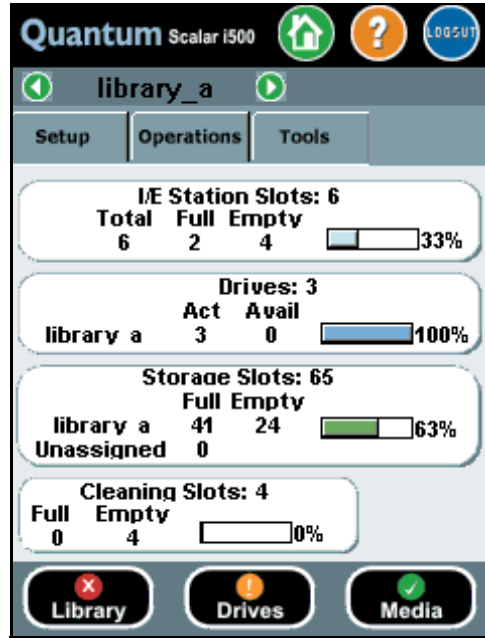 Quantum Scalar i500 ? LOGOUT
library_a
Setup Operations Tools
I/E Station Slots: 6
Total Full Empty
6 2 4 33%
Drives: 3
Act Avail
library_a 3 0 100%
Storage Slots: 65
Full Empty
library_a 41 24 63%
Unassigned 0
Cleaning Slots: 4
Full Empty
0 4 0%
Library Drives Media